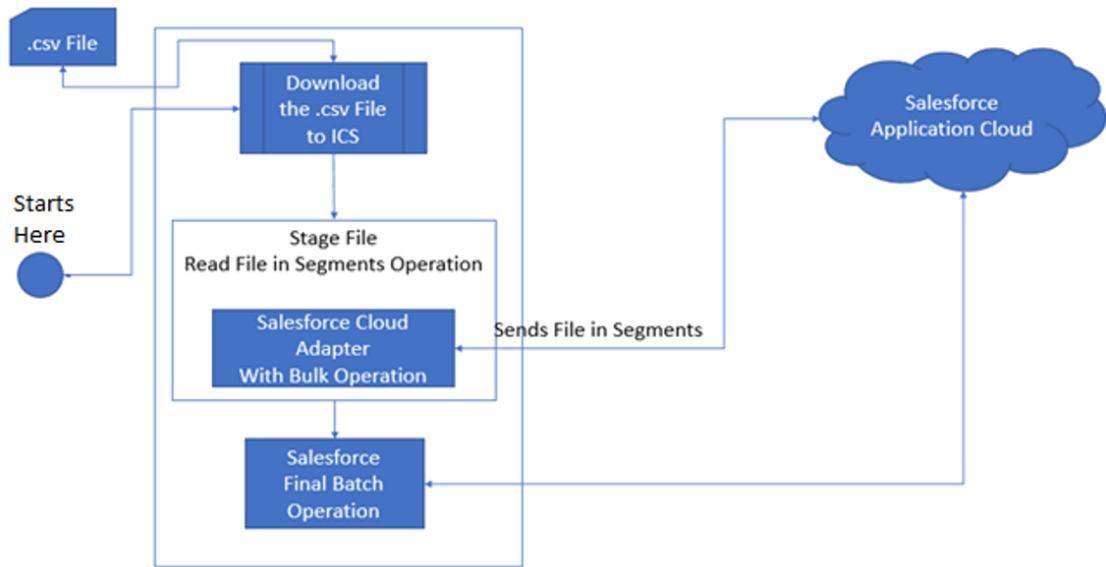 .csv File
Download
the .csv File
to ICS
Salesforce
Application Cloud
Starts
Here
Stage File
Read File in Segments Operation
Salesforce Cloud
Adapter
With Bulk Operation
Sends File in Segments
Salesforce
Final Batch
Operation